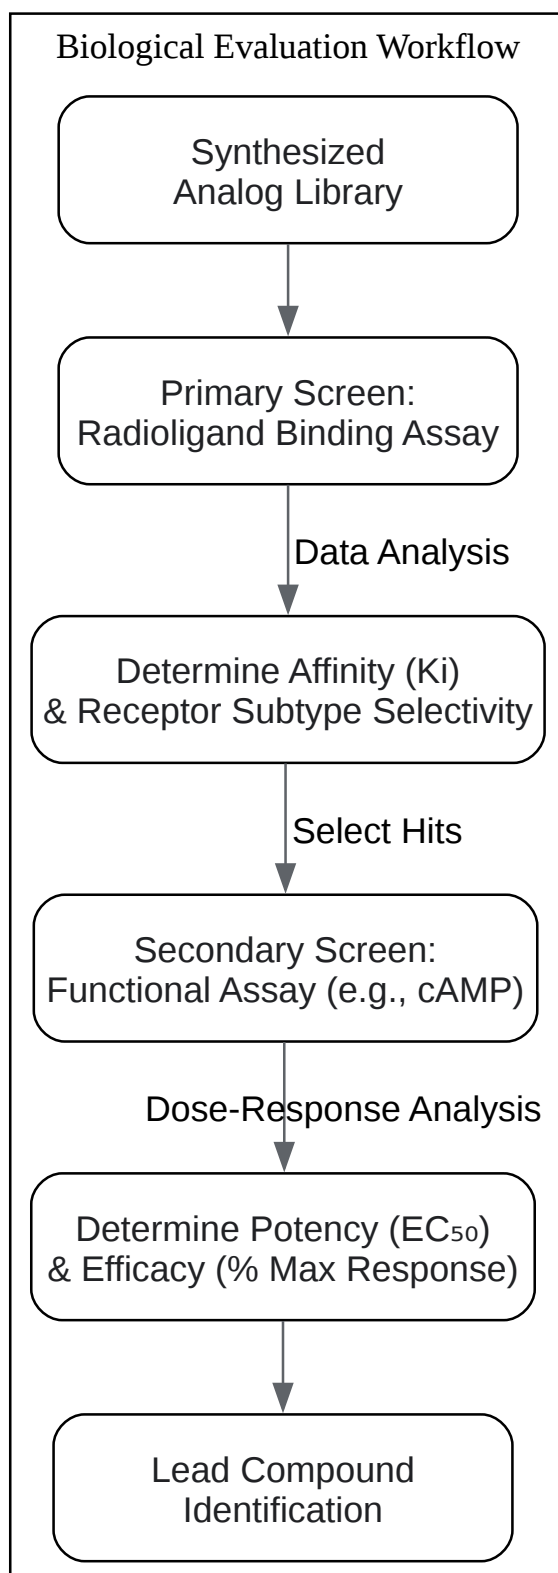 Biological Evaluation Workflow
Synthesized
Analog Library
Primary Screen:
Radioligand Binding Assay
Data Analysis
Determine Affinity (Ki)
& Receptor Subtype Selectivity
Select Hits
Secondary Screen:
Functional Assay (e.g., cAMP)
Dose-Response Analysis
Determine Potency (EC₅₀)
& Efficacy (% Max Response)
Lead Compound
Identification